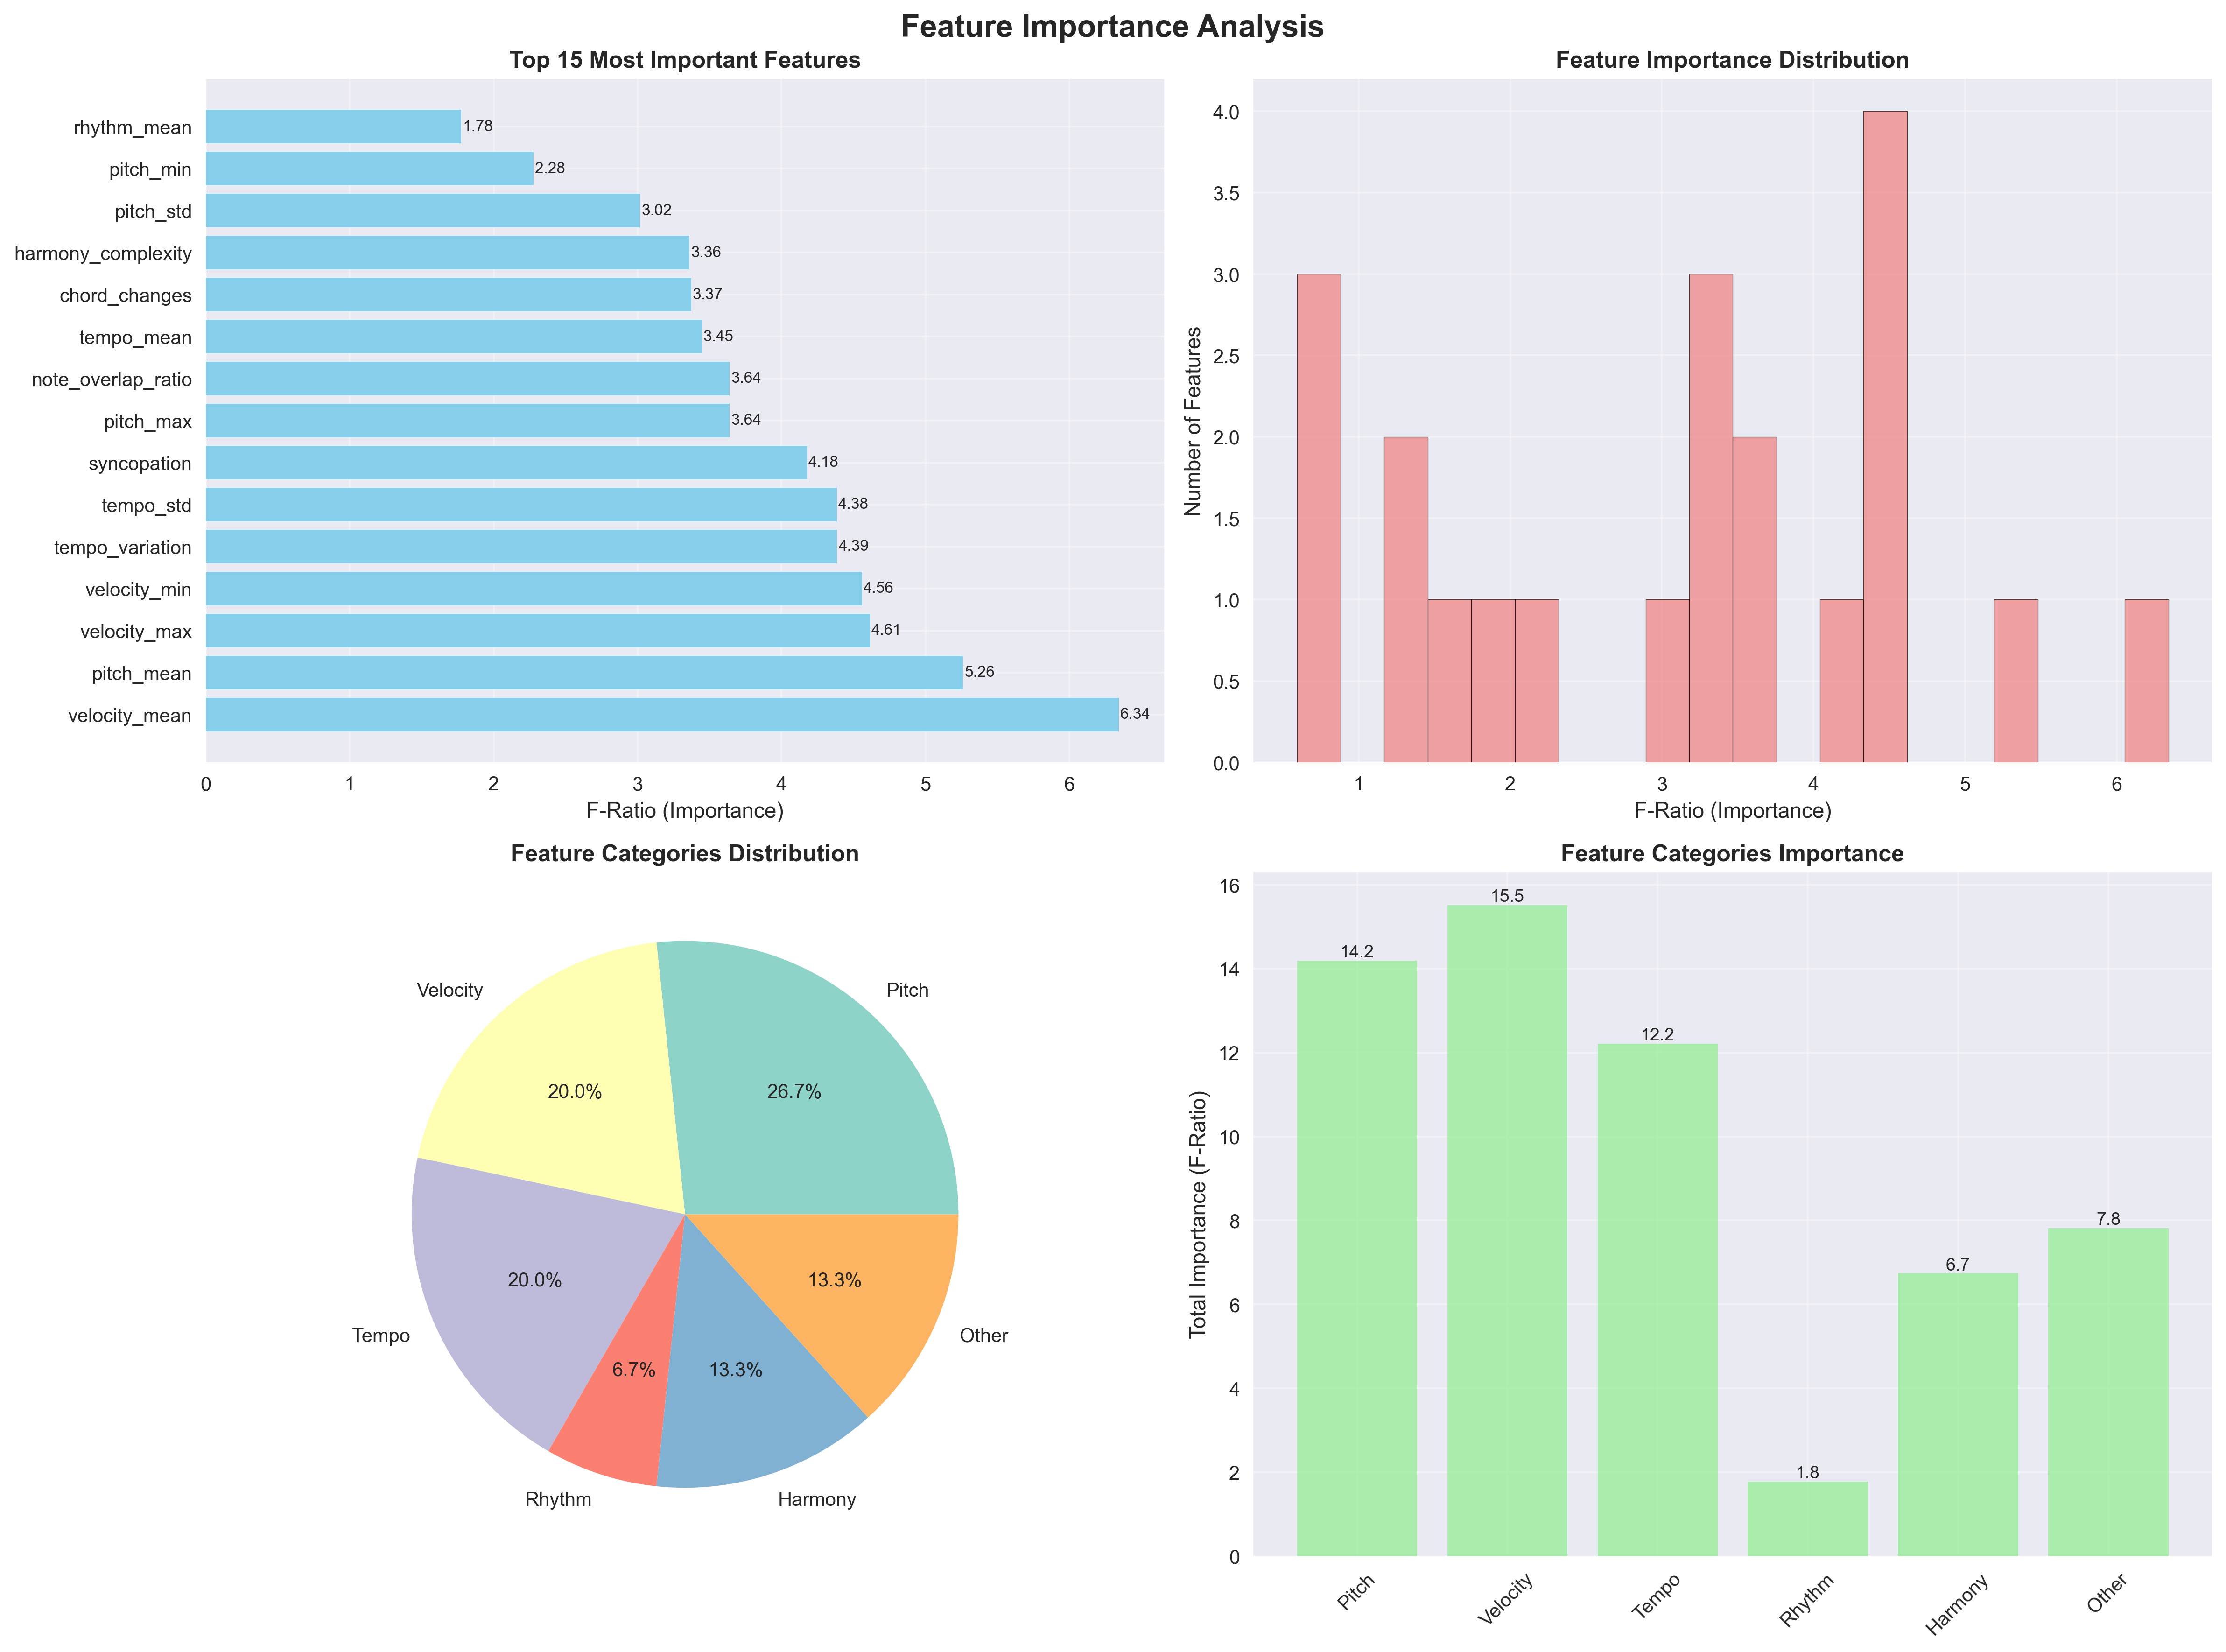 Feature Importance Analysis
Top 15 Most Important Features
rhythm_mean 1.78
pitch_min 2.28
pitch_std 3.02
harmony_complexity 3.36
chord_changes 3.37
tempo_mean 3.45
note_overlap_ratio 3.64
pitch_max 3.64
syncopation 4.18
tempo_std 4.38
tempo_variation 4.39
velocity_min 4.56
velocity_max 4.61
pitch_mean 5.26
velocity_mean 6.34
0 1 2 3 4 5 6
F-Ratio (Importance)
Feature Importance Distribution
Number of Features
4.0
3.5
3.0
2.5
2.0
1.5
1.0
0.5
0.0
1 2 3 4 5 6
F-Ratio (Importance)
Feature Categories Distribution
Velocity
Pitch
20.0%
26.7%
20.0%
13.3%
Tempo
Other
6.7%
13.3%
Rhythm
Harmony
Feature Categories Importance
Total Importance (F-Ratio)
16
14
12
10
8
6
4
2
0
14.2
15.5
12.2
1.8
6.7
7.8
Pitch
Velocity
Tempo
Rhythm
Harmony
Other